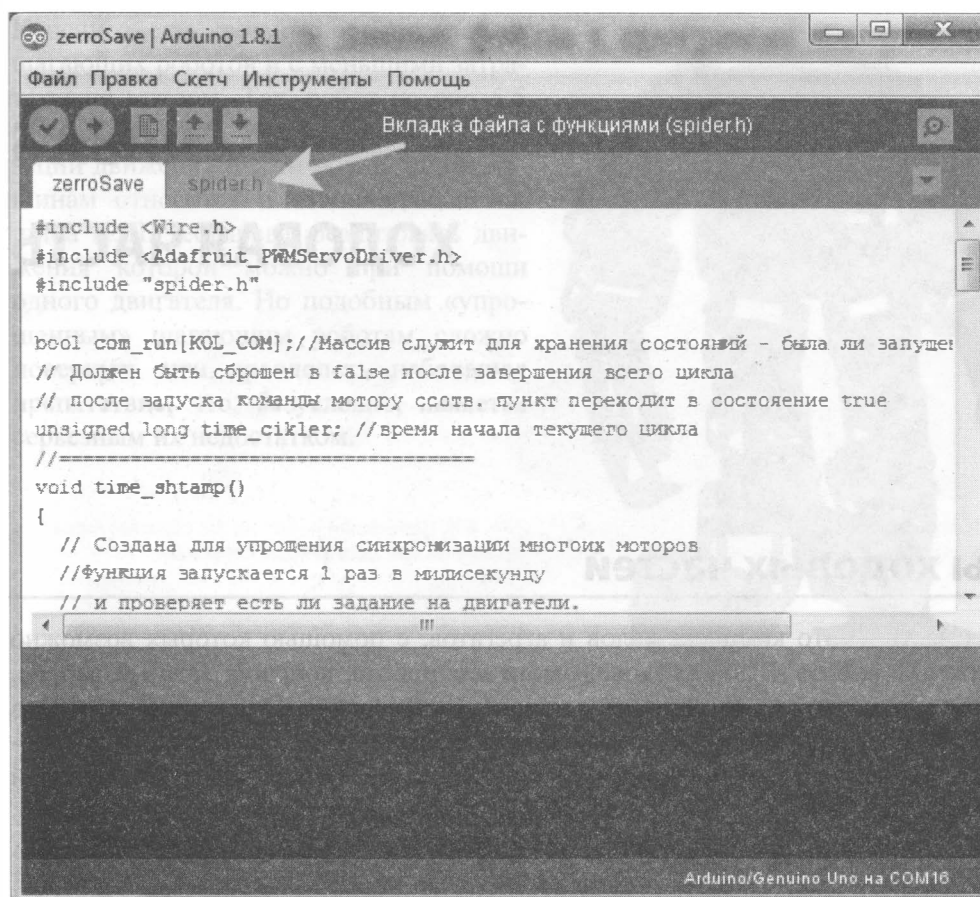 zerroSave | Arduino 1.8.1
Файл Правка Скетч Инструменты Помощь
Вкладка файла с функциями (spider.h)
zerroSave spider.h
#include <Wire.h>
#include <Adafruit_PWMServoDriver.h>
#include "spider.h"
bool com_run[KOL_COM];//Массив служит для хранения состояний - была ли запущен
// Должен быть сброшен в false после завершения всего цикла
// после запуска команды мотору ссотв. пункт переходит в состояение true
unsigned long time_cikler; //время начала текущего цикла
//===================================
void time_shtamp()
{
// Создана для упрощения синхронизации многоих моторов
//Функция запускается 1 раз в милисекунду
// и проверяет есть ли задание на двигатели.
Arduino/Genuino Uno на COM16